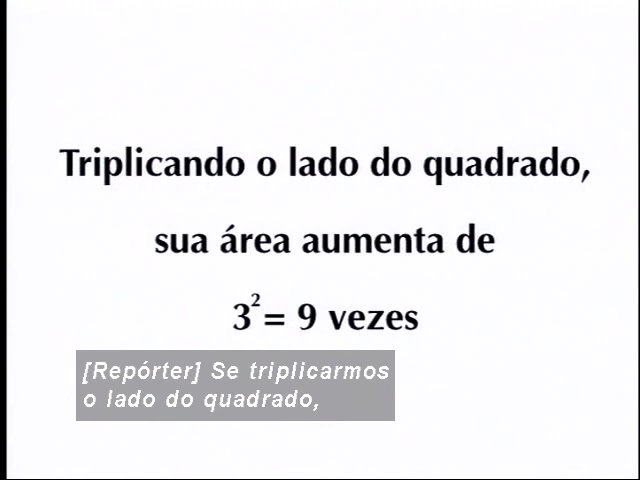 Triplicando o lado do quadrado,
sua área aumenta de
3² = 9 vezes
[Repórter] Se triplicarmos
o lado do quadrado,